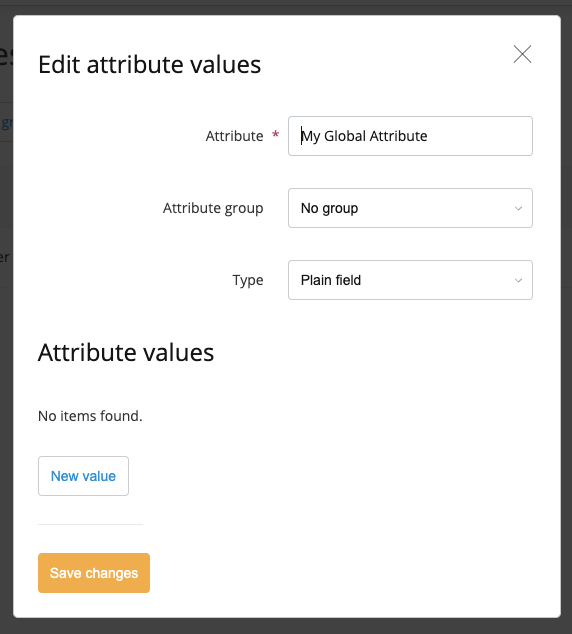 Edit attribute values
Attribute * My Global Attribute
Attribute group No group
Type Plain field
Attribute values
No items found.
New value
Save changes